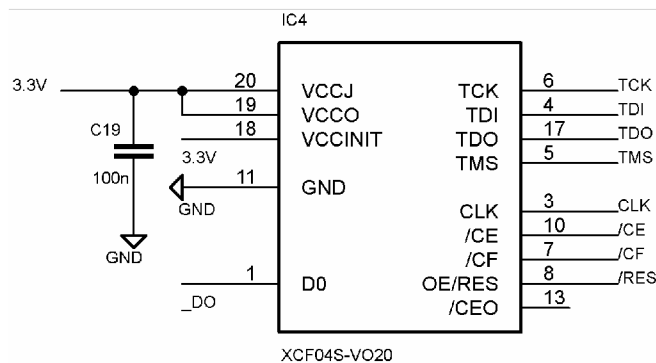 IC4
3.3V
20 VCCJ TCK 6 TCK
19 VCCO TDI 4 TDI
18 VCCINIT TDO 17 TDO
C19
3.3V
TMS 5 TMS
100n
11 GND
GND
CLK 3 CLK
/CE 10 /CE
GND
/CF 7 /CF
1 D0 OE/RES 8 /RES
_DO
/CEO 13
XCF04S-VO20